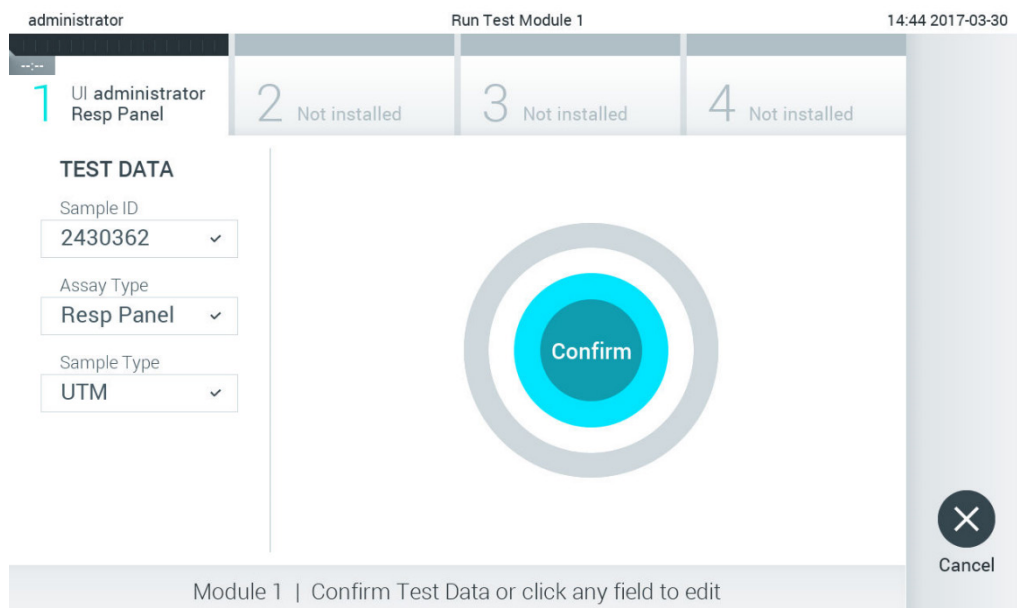 administrator Run Test Module 1 14:44 2017-03-30
--:--
1 UI administrator
Resp Panel
2 Not installed
3 Not installed
4 Not installed
TEST DATA
Sample ID
2430362
Assay Type
Resp Panel
Sample Type
UTM
Confirm
Cancel
Module 1 | Confirm Test Data or click any field to edit